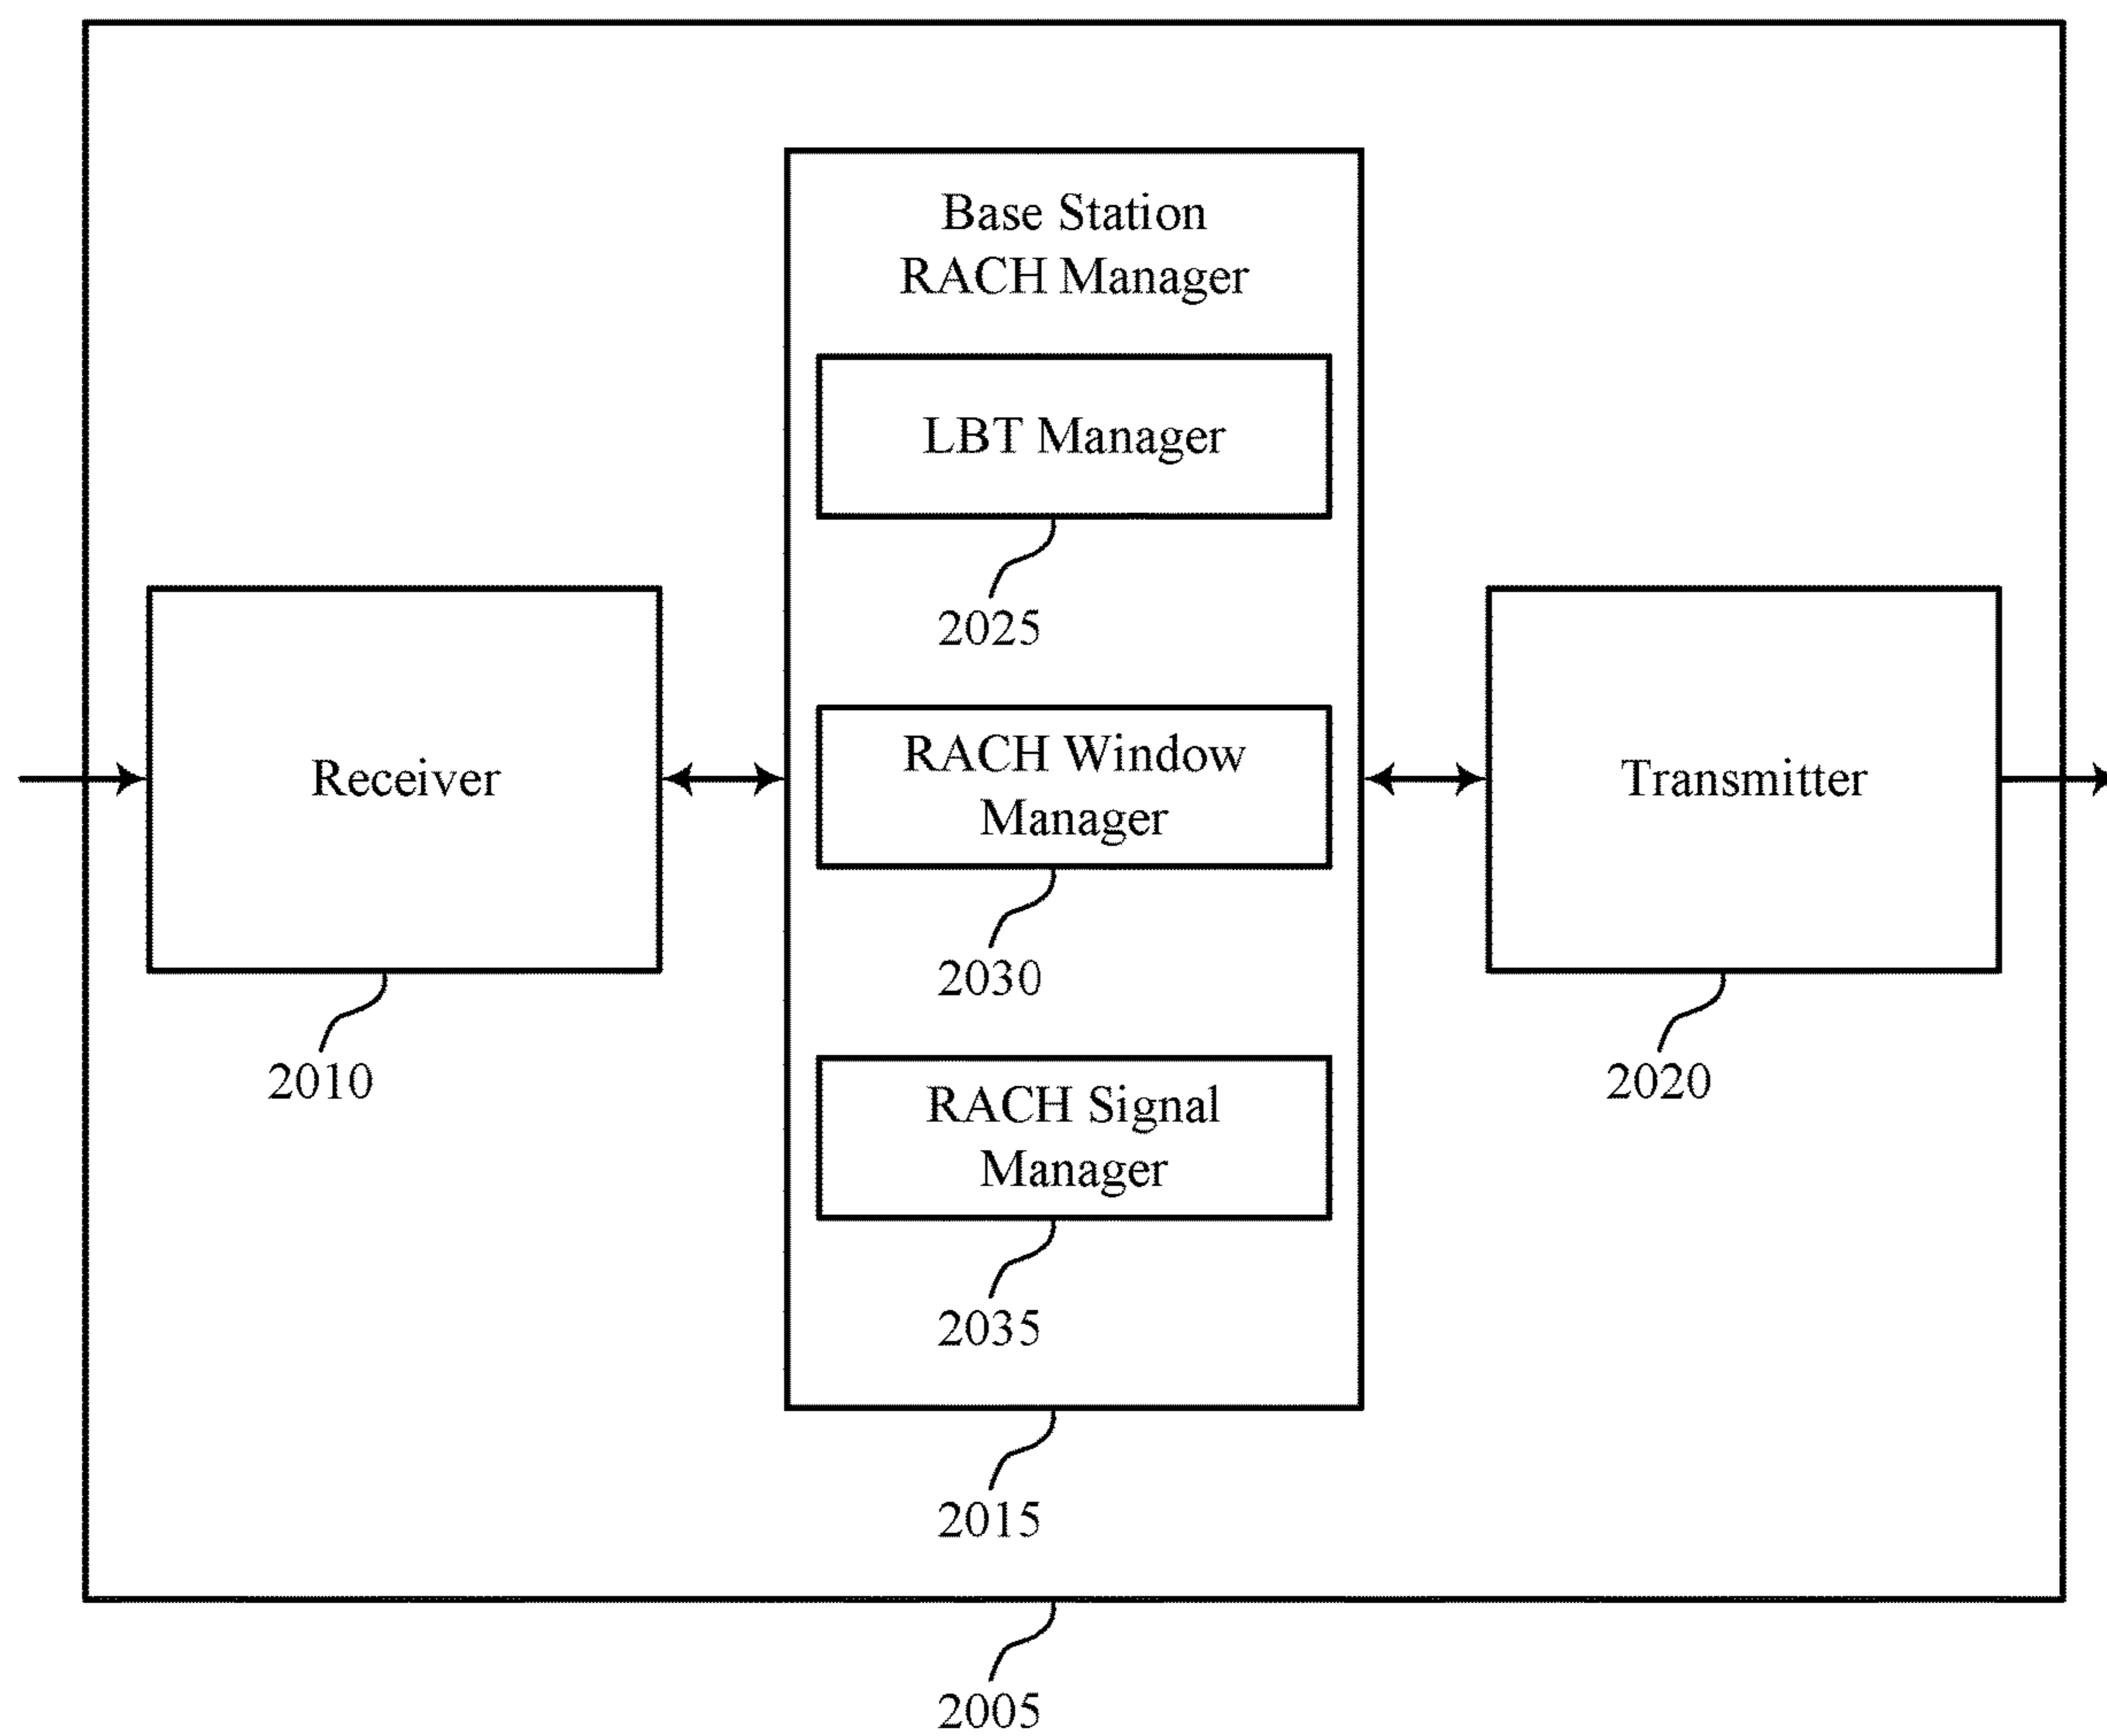 Base Station
RACH Manager
LBT Manager
2025
Receiver
2010
RACH Window
Manager
2030
Transmitter
2020
RACH Signal
Manager
2035
2015
2005